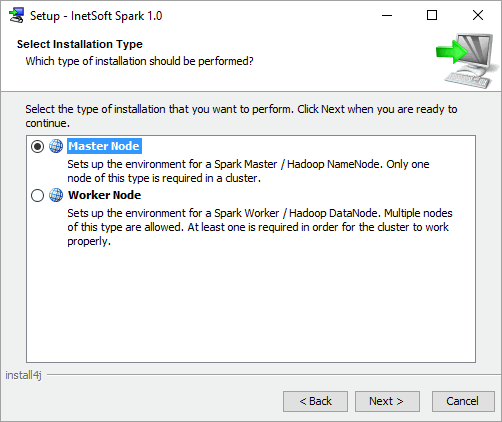 Setup - InetSoft Spark 1.0
Select Installation Type
Which type of installation should be performed?
Select the type of installation that you want to perform. Click Next when you are ready to
continue.
Master Node
Sets up the environment for a Spark Master / Hadoop NameNode. Only one
node of this type is required in a cluster.
Worker Node
Sets up the environment for a Spark Worker / Hadoop DataNode. Multiple nodes
of this type are allowed. At least one is required in order for the cluster to work
properly.
install4j
< Back
Next >
Cancel